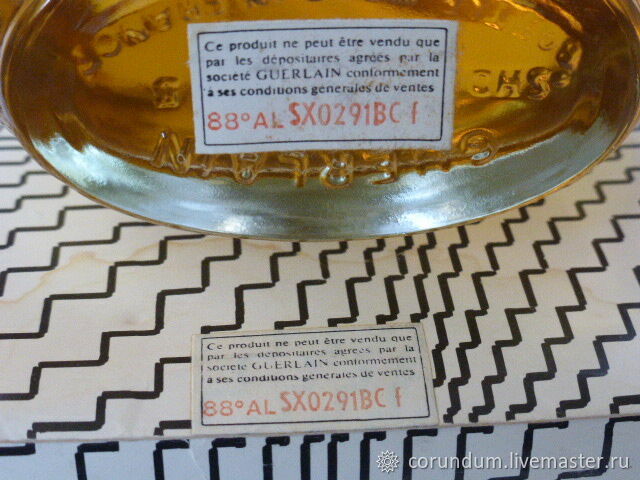 Ce produit ne peut être vendu que
par les dépositaires agréés par la
société GUERLAIN conformément
à ses conditions générales de ventes
88° AL SX0291BC f
GUERLAIN
Ce produit ne peut être vendu que
par les dépositaires agréés par la
société GUERLAIN conformément
à ses conditions générales de ventes
88° AL SX0291BC f
corundum.livemaster.ru